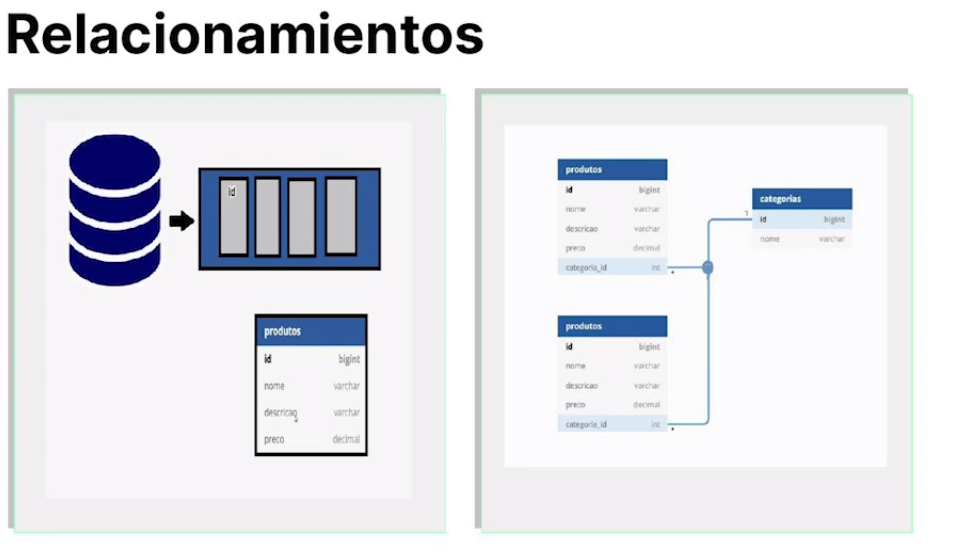 Relacionamientos
id
produtos
id bigint
nome varchar
descricao varchar
preco decimal
produtos
id bigint
nome varchar
descricao varchar
preco decimal
categoria_id int
*
1
categorias
id bigint
nome varchar
produtos
id bigint
nome varchar
descricao varchar
preco decimal
categoria_id int
*